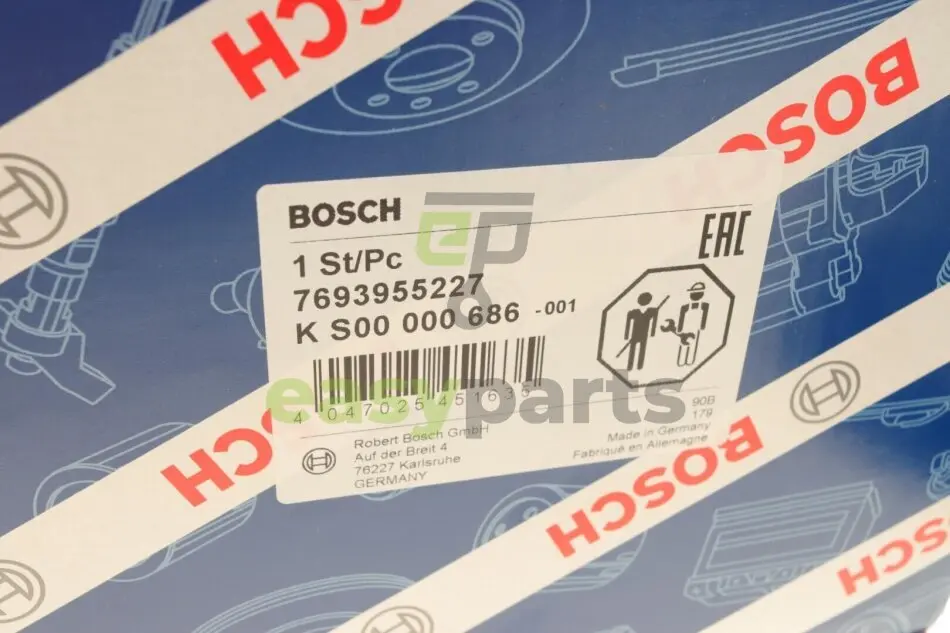 BOSCH
BOSCH
BOSCH
EAC
1 St/Pc
7693955227
K S00 000 686 -001
4 047025 451635
Robert Bosch GmbH
Auf der Breit 4
76227 Karlsruhe
GERMANY
90B
179
Made in Germany
Fabriqué en Allemagne
ep
easyparts
BOSCH
BOSCH
BOSCH